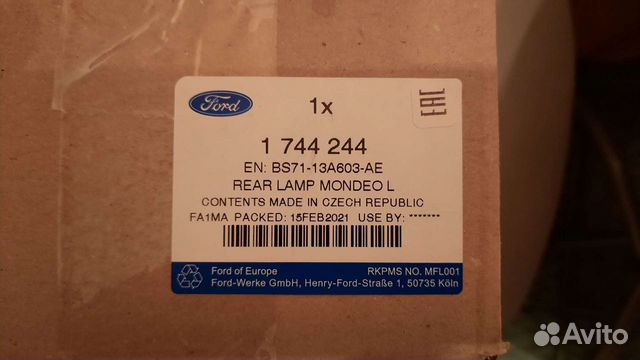 Ford
1x
EAC
1 744 244
EN: BS71-13A603-AE
REAR LAMP MONDEO L
CONTENTS MADE IN CZECH REPUBLIC
FA1MA PACKED: 15FEB2021 USE BY: -------
Ford of Europe RKPMS NO. MFL001
Ford-Werke GmbH, Henry-Ford-Straße 1, 50735 Köln
Avito